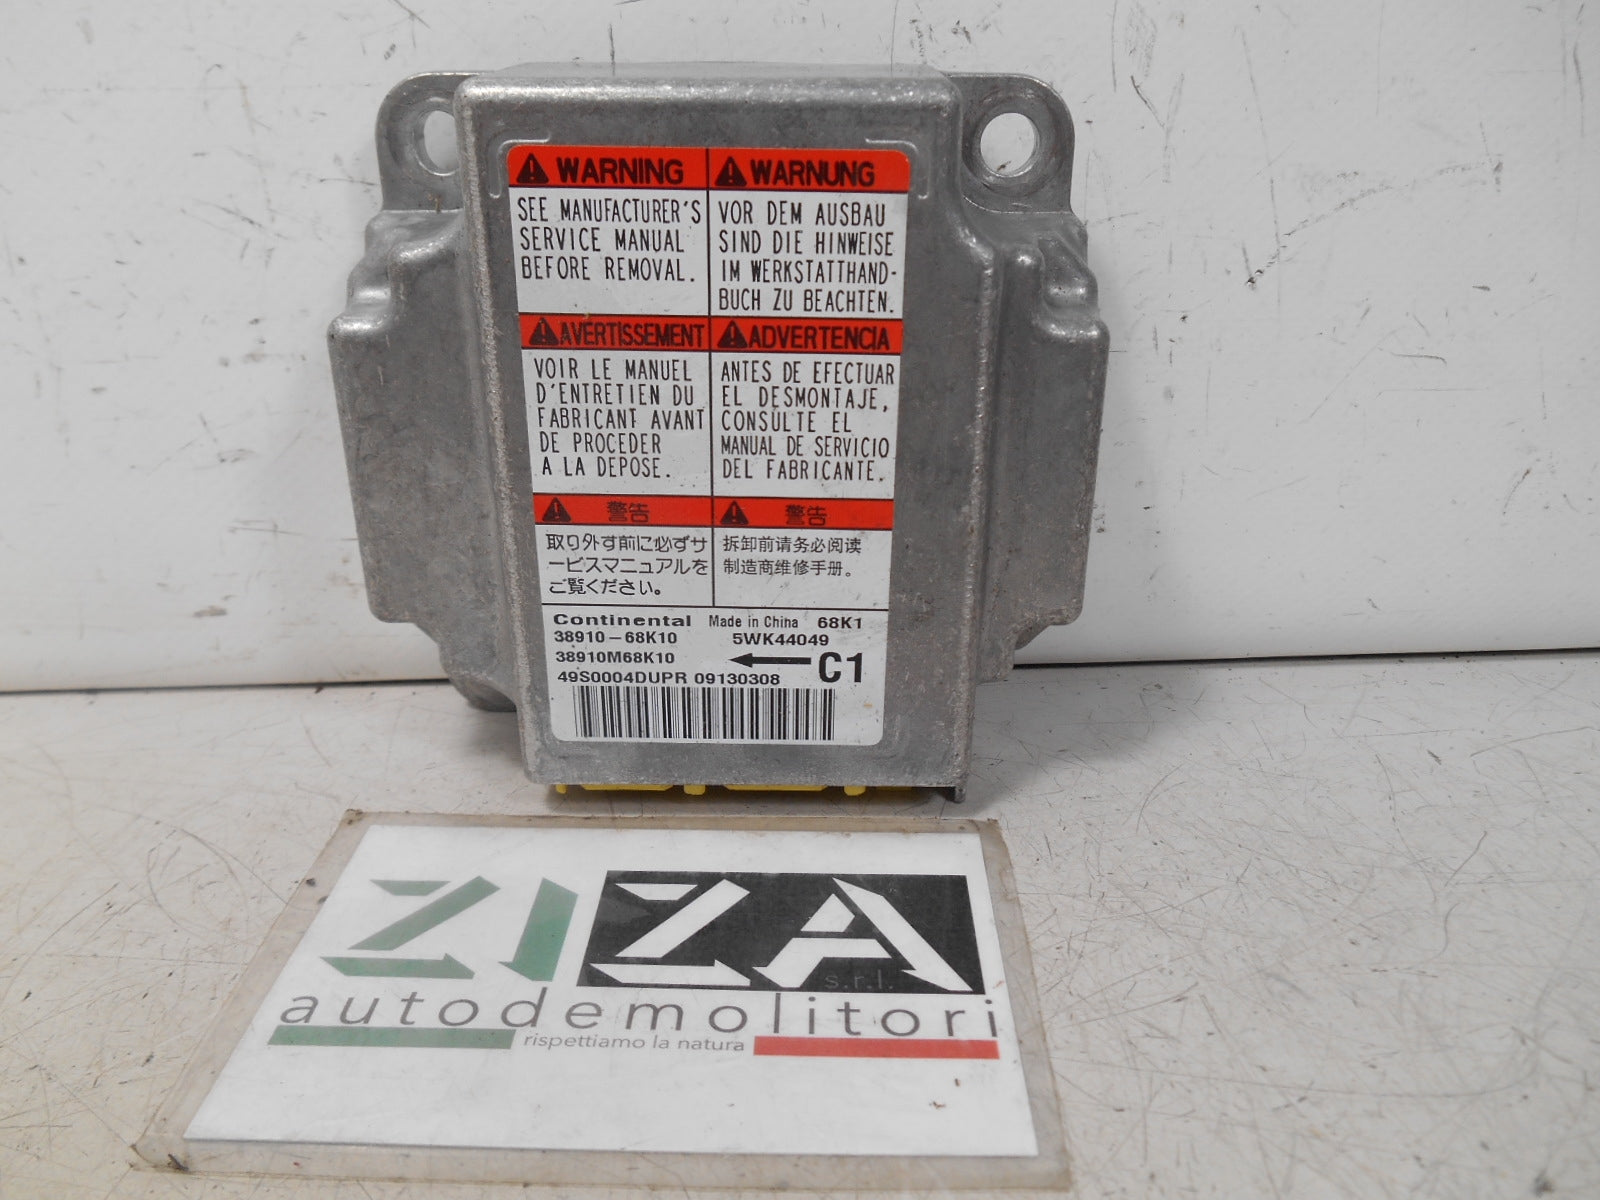 WARNING
SEE MANUFACTURER'S
SERVICE MANUAL
BEFORE REMOVAL.
WARNUNG
VOR DEM AUSBAU
SIND DIE HINWEISE
IM WERKSTATTHAND-
BUCH ZU BEACHTEN.
AVERTISSEMENT
VOIR LE MANUEL
D'ENTRETIEN DU
FABRICANT AVANT
DE PROCEDER
A LA DEPOSE.
ADVERTENCIA
ANTES DE EFECTUAR
EL DESMONTAJE,
CONSULTE EL
MANUAL DE SERVICIO
DEL FABRICANTE.
警告
取り外す前に必ずサ
ービスマニュアルを
ご覧ください。
警告
拆卸前请务必阅读
制造商维修手册。
Continental Made in China 68K1
38910-68K10 5WK44049
38910M68K10 C1
49S0004DUPR 09130308
ZIZA
s.r.l.
autodemolitori
rispettiamo la natura